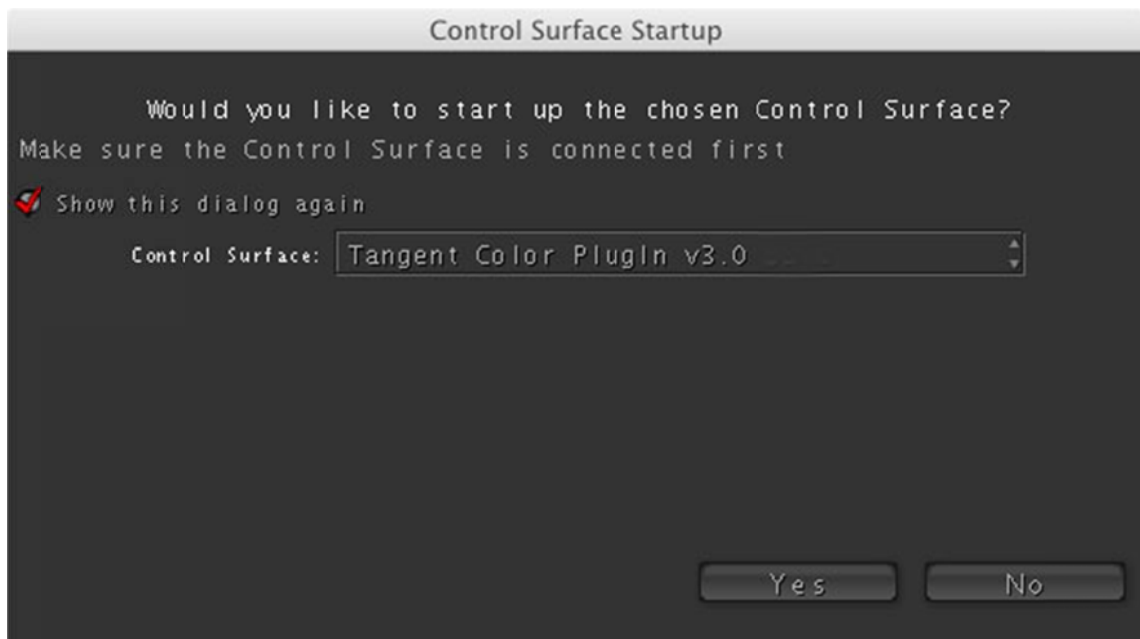 Control Surface Startup
Would you like to start up the chosen Control Surface?
Make sure the Control Surface is connected first
Show this dialog again
Control Surface: Tangent Color PlugIn v3.0
Yes No